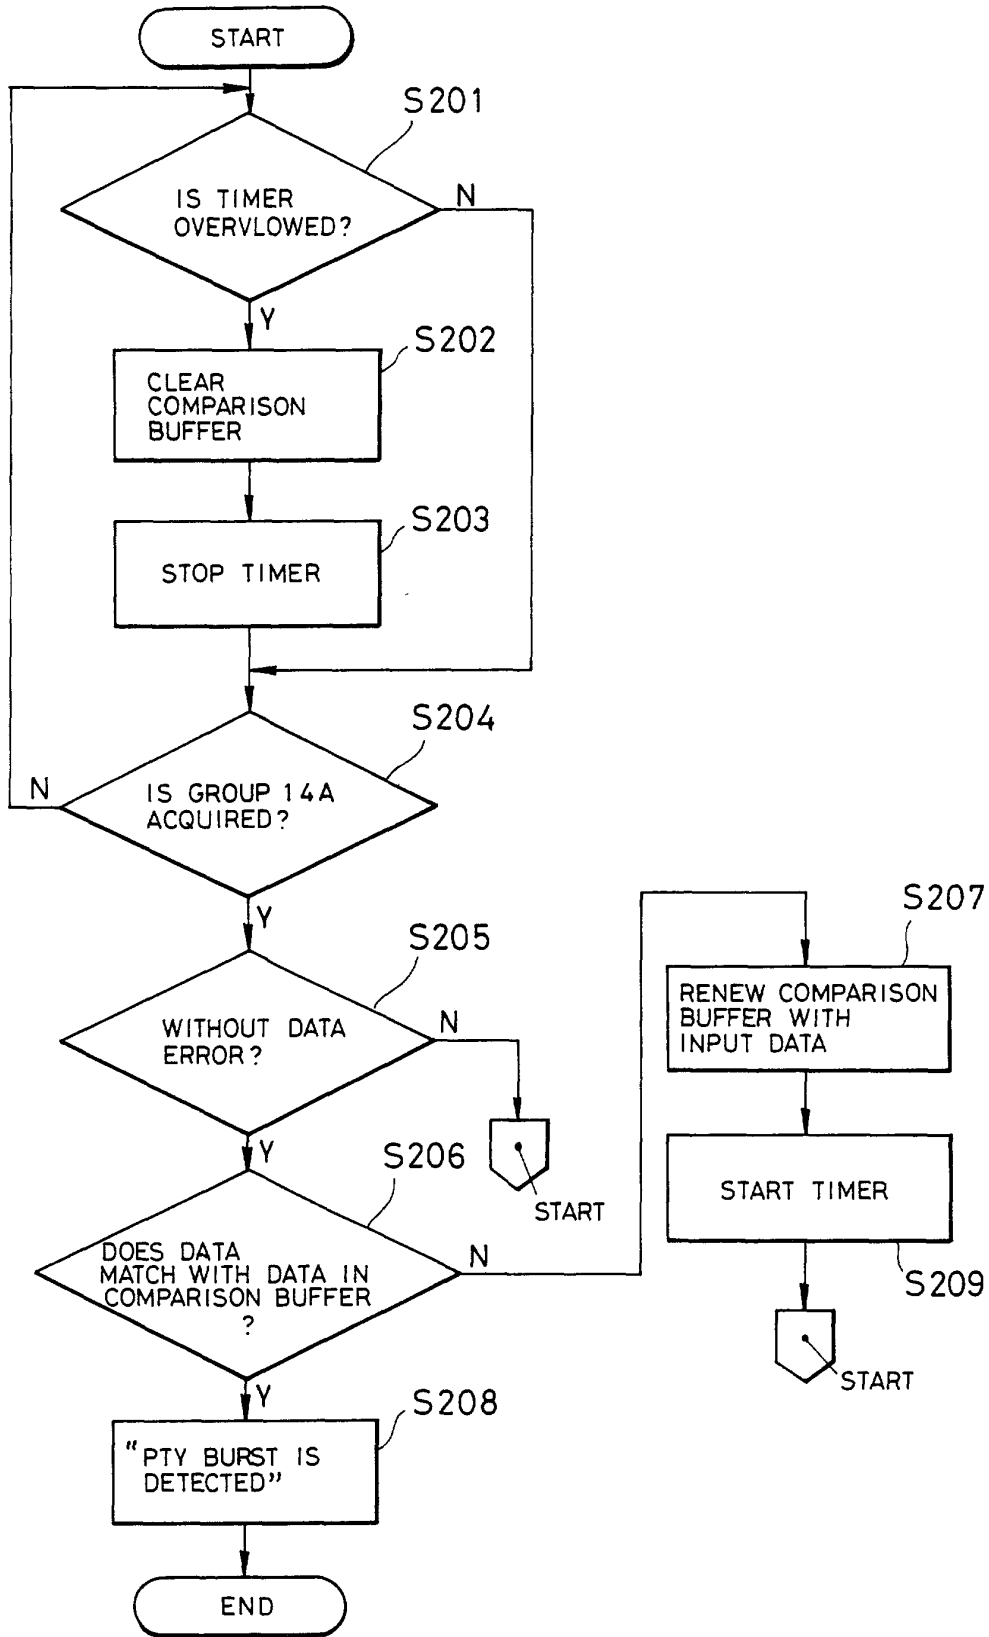 START
S201
IS TIMER
OVERVLOWED?
N
Y
S202
CLEAR
COMPARISON
BUFFER
S203
STOP TIMER
S204
N
IS GROUP 14A
ACQUIRED?
Y
S205
WITHOUT DATA
ERROR?
N
START
Y
S206
DOES DATA
MATCH WITH DATA IN
COMPARISON BUFFER
?
N
S207
RENEW COMPARISON
BUFFER WITH
INPUT DATA
START TIMER
S209
START
Y
S208
"PTY BURST IS
DETECTED"
END